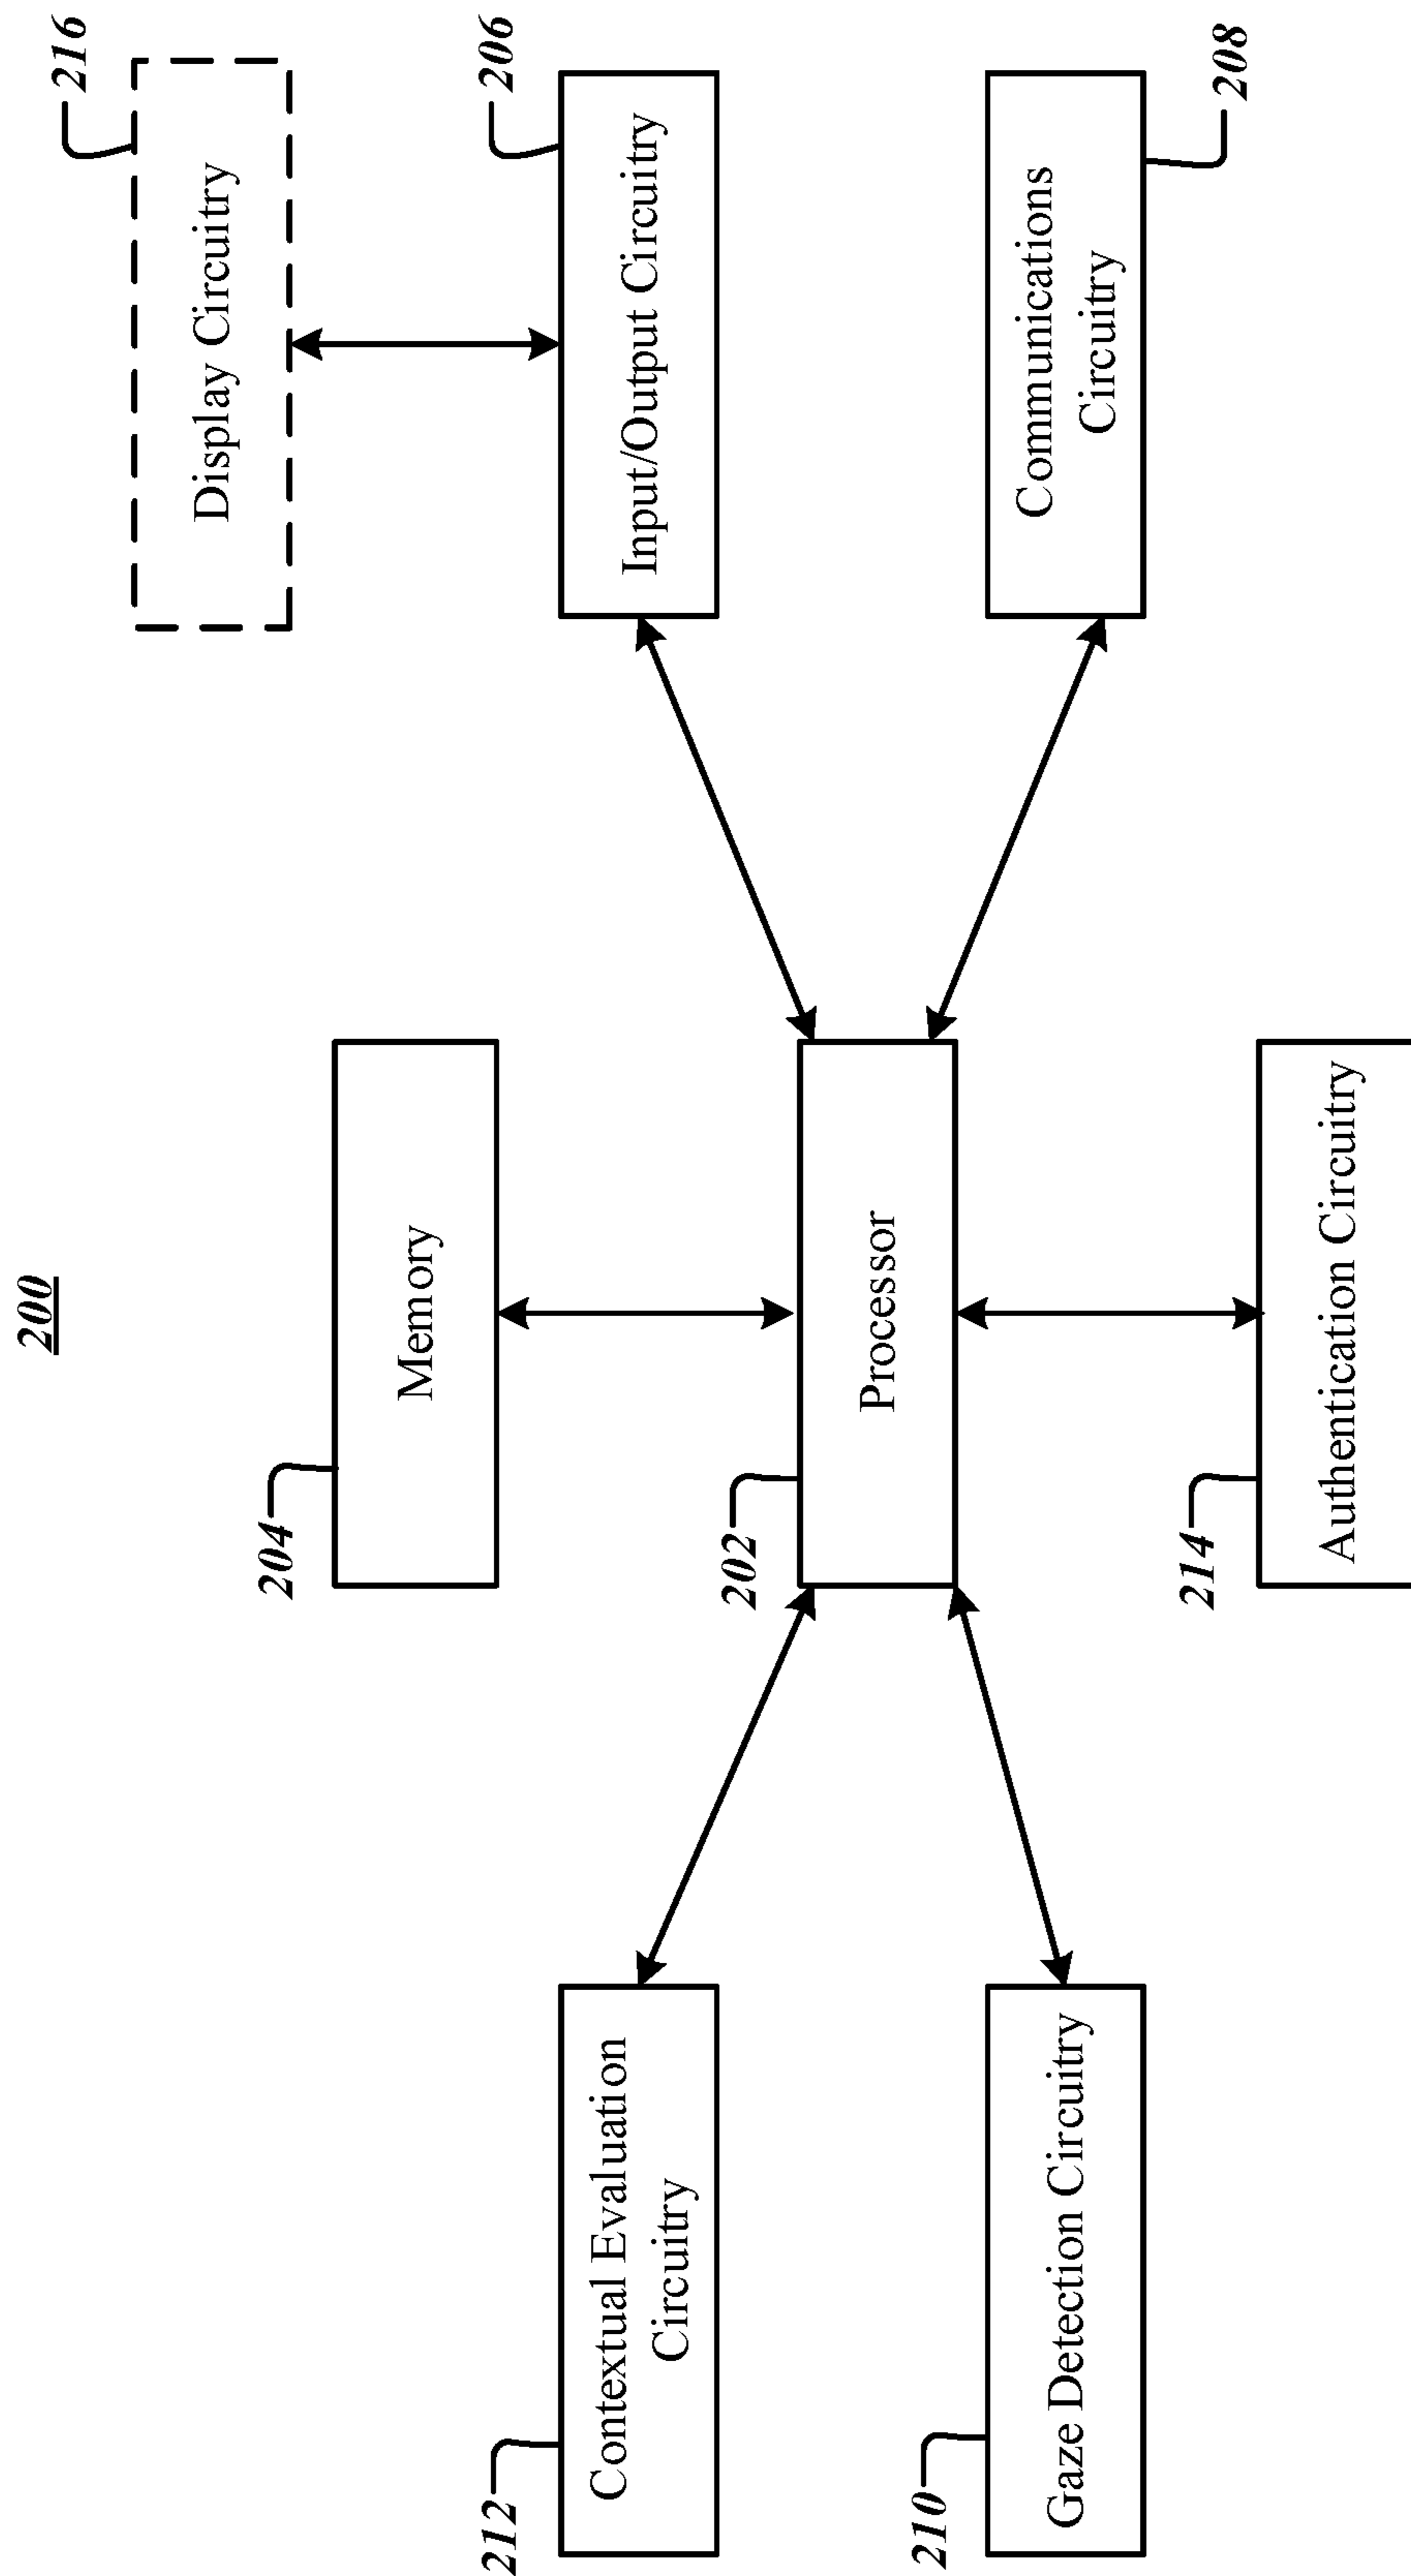 200
216
Display Circuitry
204
Memory
212
Contextual Evaluation
Circuitry
206
Input/Output Circuitry
202
Processor
210
Gaze Detection Circuitry
Communications
Circuitry
208
214
Authentication Circuitry